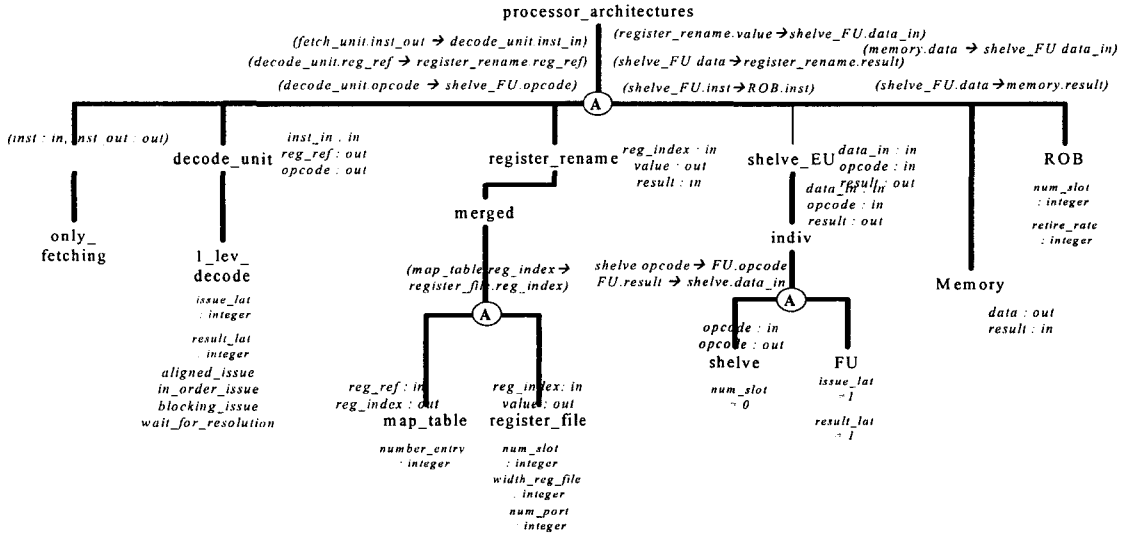 processor_architectures
(fetch_unit.inst_out → decode_unit.inst_in)
(register_rename.value→shelve_FU.data_in)
(memory.data → shelve_FU data_in)
(decode_unit.reg_ref → register_rename.reg_ref)
(shelve_FU data→register_rename.result)
(decode_unit opcode → shelve_FU.opcode)
(shelve_FU.inst→ROB.inst)
(shelve_FU.data→memory.result)
A
(inst : in, inst_out : out)
decode_unit
inst_in . in
reg_ref : out
opcode : out
register_rename
reg_index : in
value : out
result : in
shelve_EU
data_in : in
opcode : in
result : out
data_in : in
opcode : in
result : out
ROB
num_slot
: integer
retire_rate
: integer
only_
fetching
1_lev_
decode
issue_lat
: integer
result_lat
. integer
aligned_issue
in_order_issue
blocking_issue
wait_for_resolution
merged
(map_table.reg_index→
register_file.reg_index)
A
reg_ref : in
reg_index : out
map_table
number_entry
: integer
reg_index: in
value: out
register_file
num_slot
: integer
width_reg_file
. integer
num_port
: integer
indiv
shelve opcode → FU.opcode
FU.result → shelve.data_in
A
opcode : in
opcode : out
shelve
num_slot
= 0
FU
issue_lat
= 1
result_lat
= 1
Memory
data : out
result : in